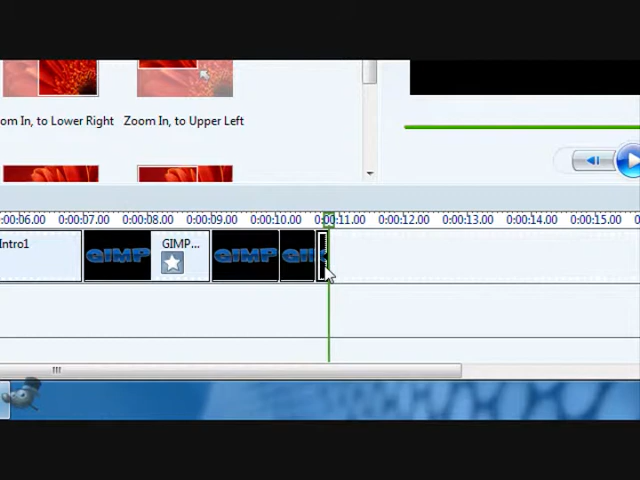 om In, to Lower Right
Zoom In, to Upper Left
0:00:06.00 0:00:07.00 0:00:08.00 0:00:09.00 0:00:10.00 0:00:11.00 0:00:12.00 0:00:13.00 0:00:14.00 0:00:15.00
Intro1
GIMP
GIMP...
GIMP
GI